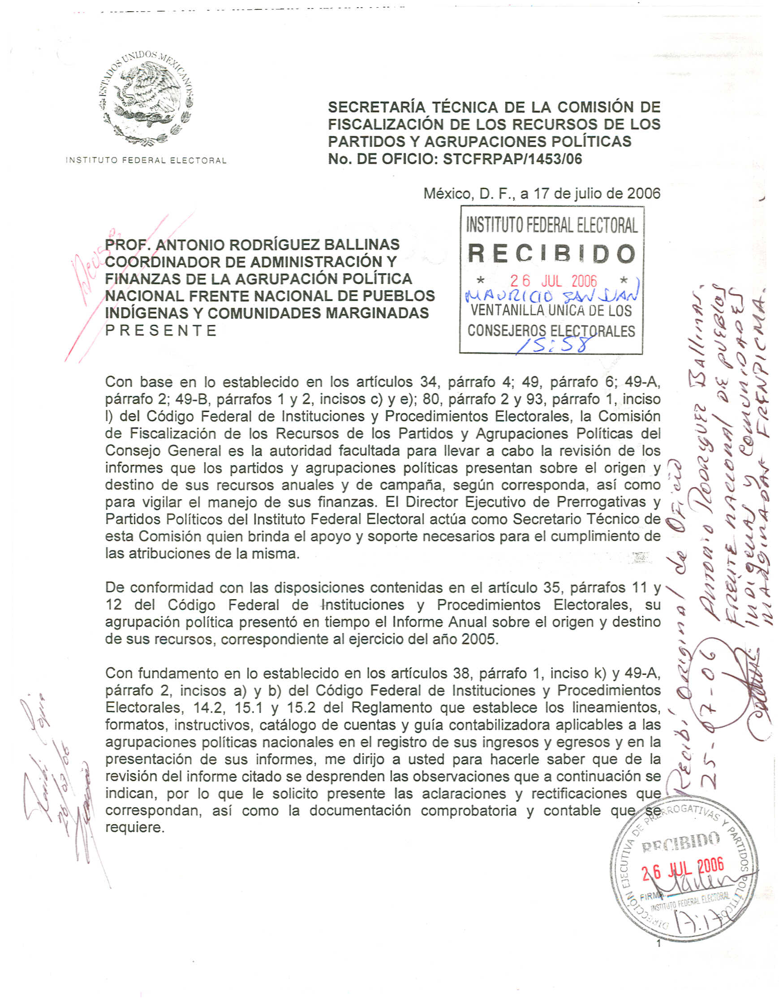 ESTADOS UNIDOS MEXICANOS
INSTITUTO FEDERAL ELECTORAL
SECRETARÍA TÉCNICA DE LA COMISIÓN DE
FISCALIZACIÓN DE LOS RECURSOS DE LOS
PARTIDOS Y AGRUPACIONES POLÍTICAS
No. DE OFICIO: STCFRPAP/1453/06
México, D. F., a 17 de julio de 2006
INSTITUTO FEDERAL ELECTORAL
RECIBIDO
* 26 JUL 2006 *
MAURICIO SAN JUAN
VENTANILLA UNICA DE LOS
CONSEJEROS ELECTORALES
15:58
PROF. ANTONIO RODRÍGUEZ BALLINAS
COORDINADOR DE ADMINISTRACIÓN Y
FINANZAS DE LA AGRUPACIÓN POLÍTICA
NACIONAL FRENTE NACIONAL DE PUEBLOS
INDÍGENAS Y COMUNIDADES MARGINADAS
P R E S E N T E
Con base en lo establecido en los artículos 34, párrafo 4; 49, párrafo 6; 49-A,
párrafo 2; 49-B, párrafos 1 y 2, incisos c) y e); 80, párrafo 2 y 93, párrafo 1, inciso
l) del Código Federal de Instituciones y Procedimientos Electorales, la Comisión
de Fiscalización de los Recursos de los Partidos y Agrupaciones Políticas del
Consejo General es la autoridad facultada para llevar a cabo la revisión de los
informes que los partidos y agrupaciones políticas presentan sobre el origen y
destino de sus recursos anuales y de campaña, según corresponda, así como
para vigilar el manejo de sus finanzas. El Director Ejecutivo de Prerrogativas y
Partidos Políticos del Instituto Federal Electoral actúa como Secretario Técnico de
esta Comisión quien brinda el apoyo y soporte necesarios para el cumplimiento de
las atribuciones de la misma.
De conformidad con las disposiciones contenidas en el artículo 35, párrafos 11 y
12 del Código Federal de Instituciones y Procedimientos Electorales, su
agrupación política presentó en tiempo el Informe Anual sobre el origen y destino
de sus recursos, correspondiente al ejercicio del año 2005.
Con fundamento en lo establecido en los artículos 38, párrafo 1, inciso k) y 49-A,
párrafo 2, incisos a) y b) del Código Federal de Instituciones y Procedimientos
Electorales, 14.2, 15.1 y 15.2 del Reglamento que establece los lineamientos,
formatos, instructivos, catálogo de cuentas y guía contabilizadora aplicables a las
agrupaciones políticas nacionales en el registro de sus ingresos y egresos y en la
presentación de sus informes, me dirijo a usted para hacerle saber que de la
revisión del informe citado se desprenden las observaciones que a continuación se
indican, por lo que le solicito presente las aclaraciones y rectificaciones que
correspondan, así como la documentación comprobatoria y contable que se
requiere.
Recibí Original de Oficio
Antonio Rodriguez Ballinas.
FRENTE NACIONAL DE PUEBLOS
INDIGENAS Y COMUNIDADES
MARGINADAS FRENPICMA.
25-07-06
Recibí Copia
26/07/06
DIRECCIÓN EJECUTIVA DE PRERROGATIVAS Y PARTIDOS POLÍTICOS
RECIBIDO
26 JUL 2006
FIRMA
INSTITUTO FEDERAL ELECTORAL
17:17
1